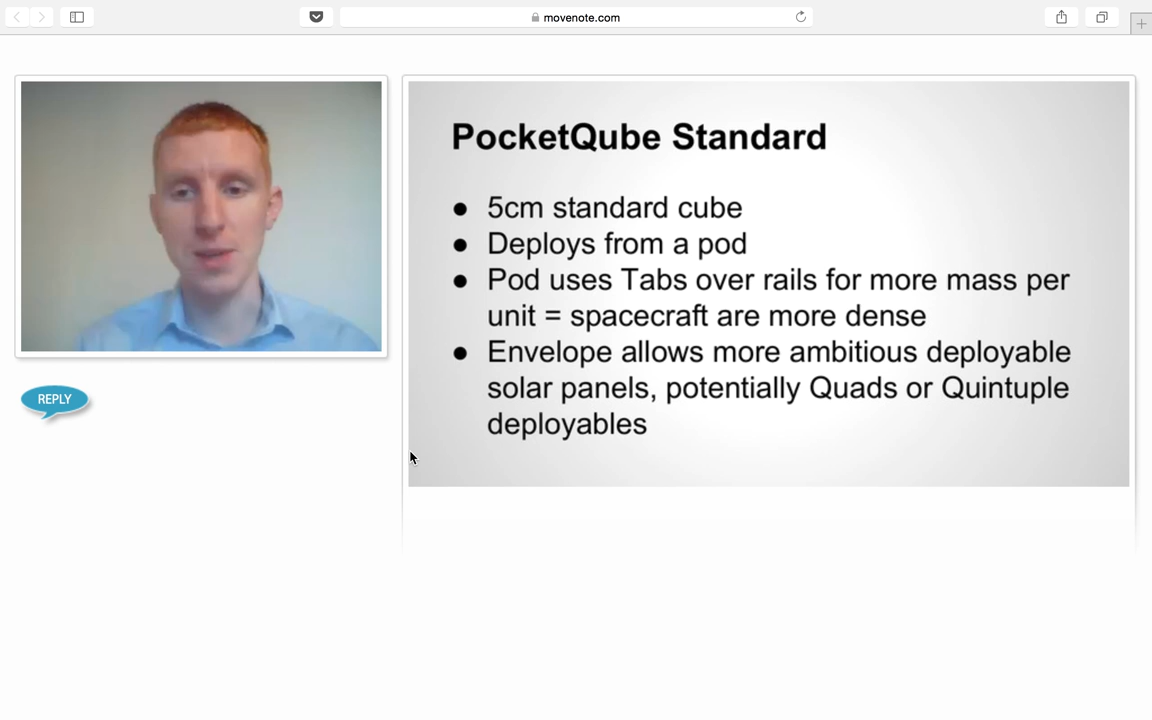 movenote.com
PocketQube Standard
● 5cm standard cube
● Deploys from a pod
● Pod uses Tabs over rails for more mass per
unit = spacecraft are more dense
● Envelope allows more ambitious deployable
solar panels, potentially Quads or Quintuple
deployables
REPLY